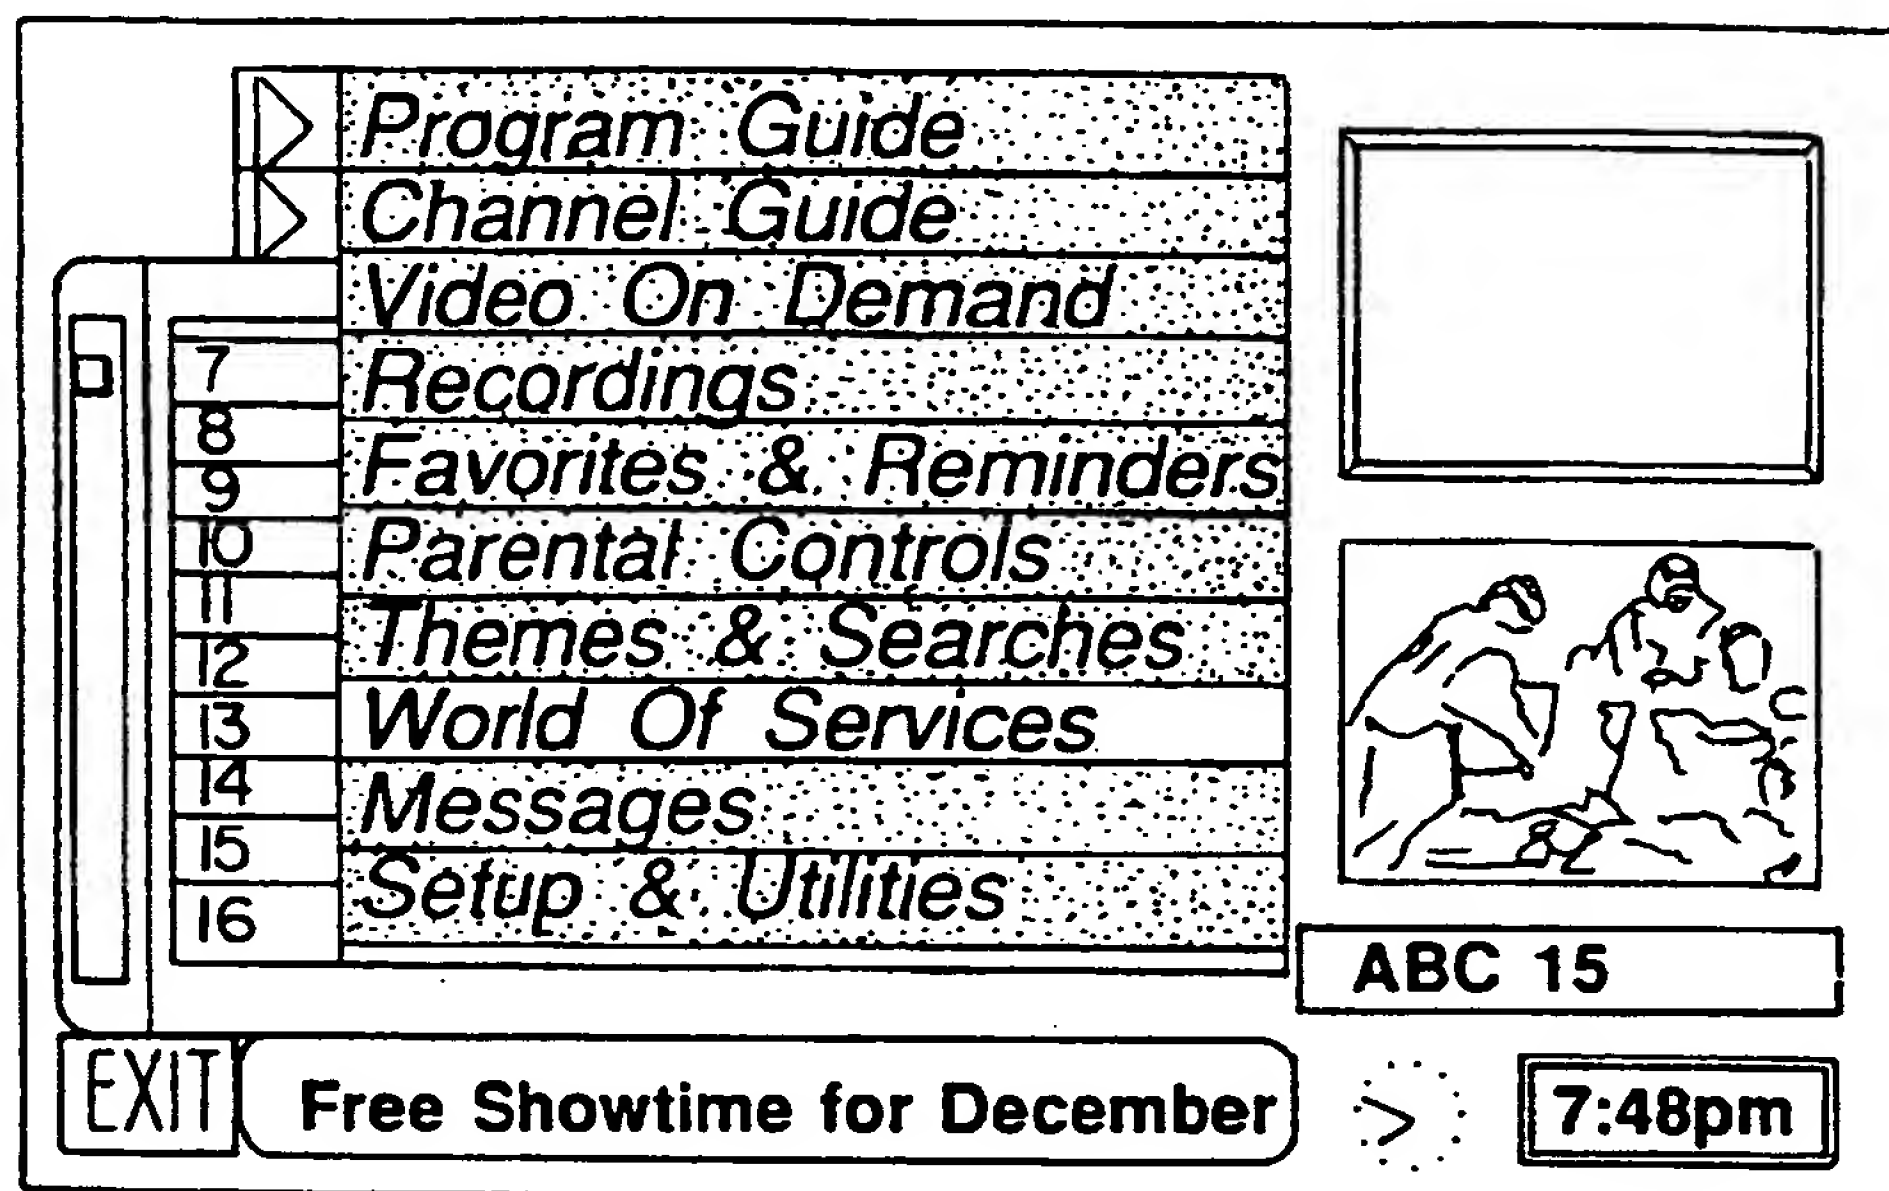 Program Guide
Channel Guide
Video On Demand
7
Recordings
8
Favorites & Reminders
9
10
Parental Controls
11
Themes & Searches
12
13
World Of Services
14
Messages
15
Setup & Utilities
16
ABC 15
EXIT
Free Showtime for December
7:48pm